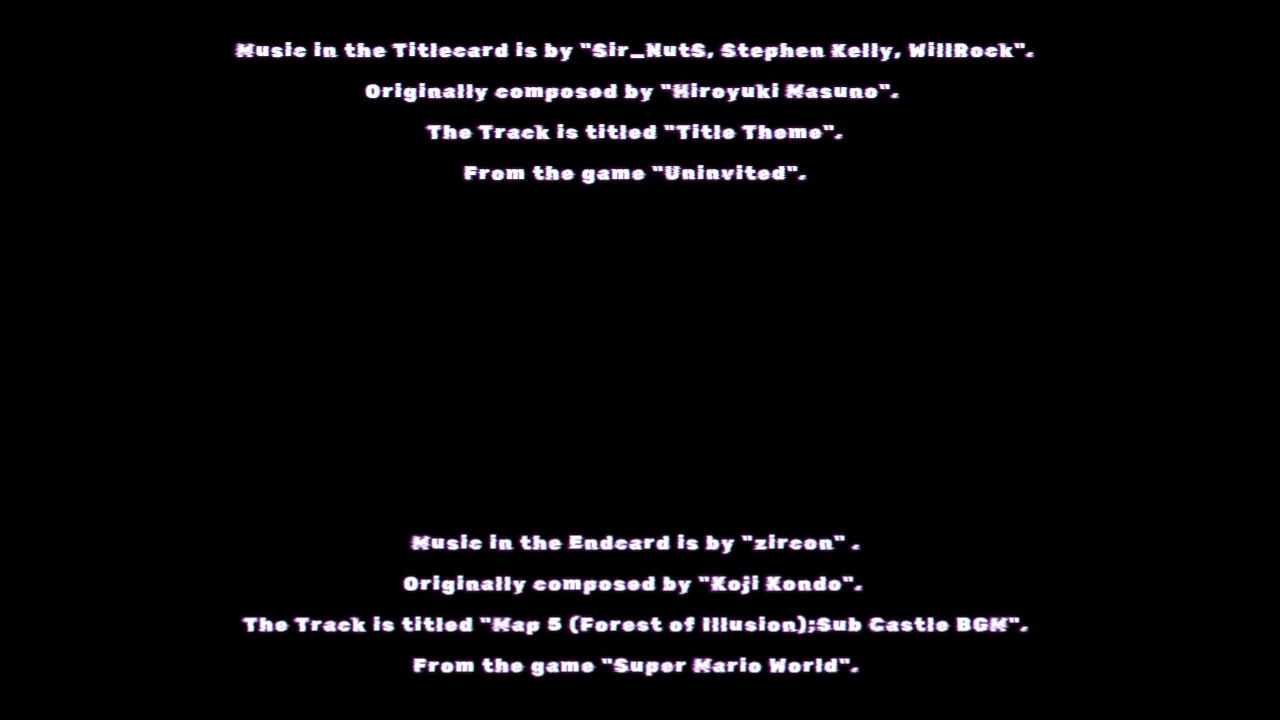 Music in the Titlecard is by "Sir_NutS, Stephen Kelly, WillRock".
Originally composed by "Hiroyuki Masuno".
The Track is titled "Title Theme".
From the game "Uninvited".
Music in the Endcard is by "zircon" .
Originally composed by "Koji Kondo".
The Track is titled "Map 5 (Forest of Illusion);Sub Castle BGM".
From the game "Super Mario World".